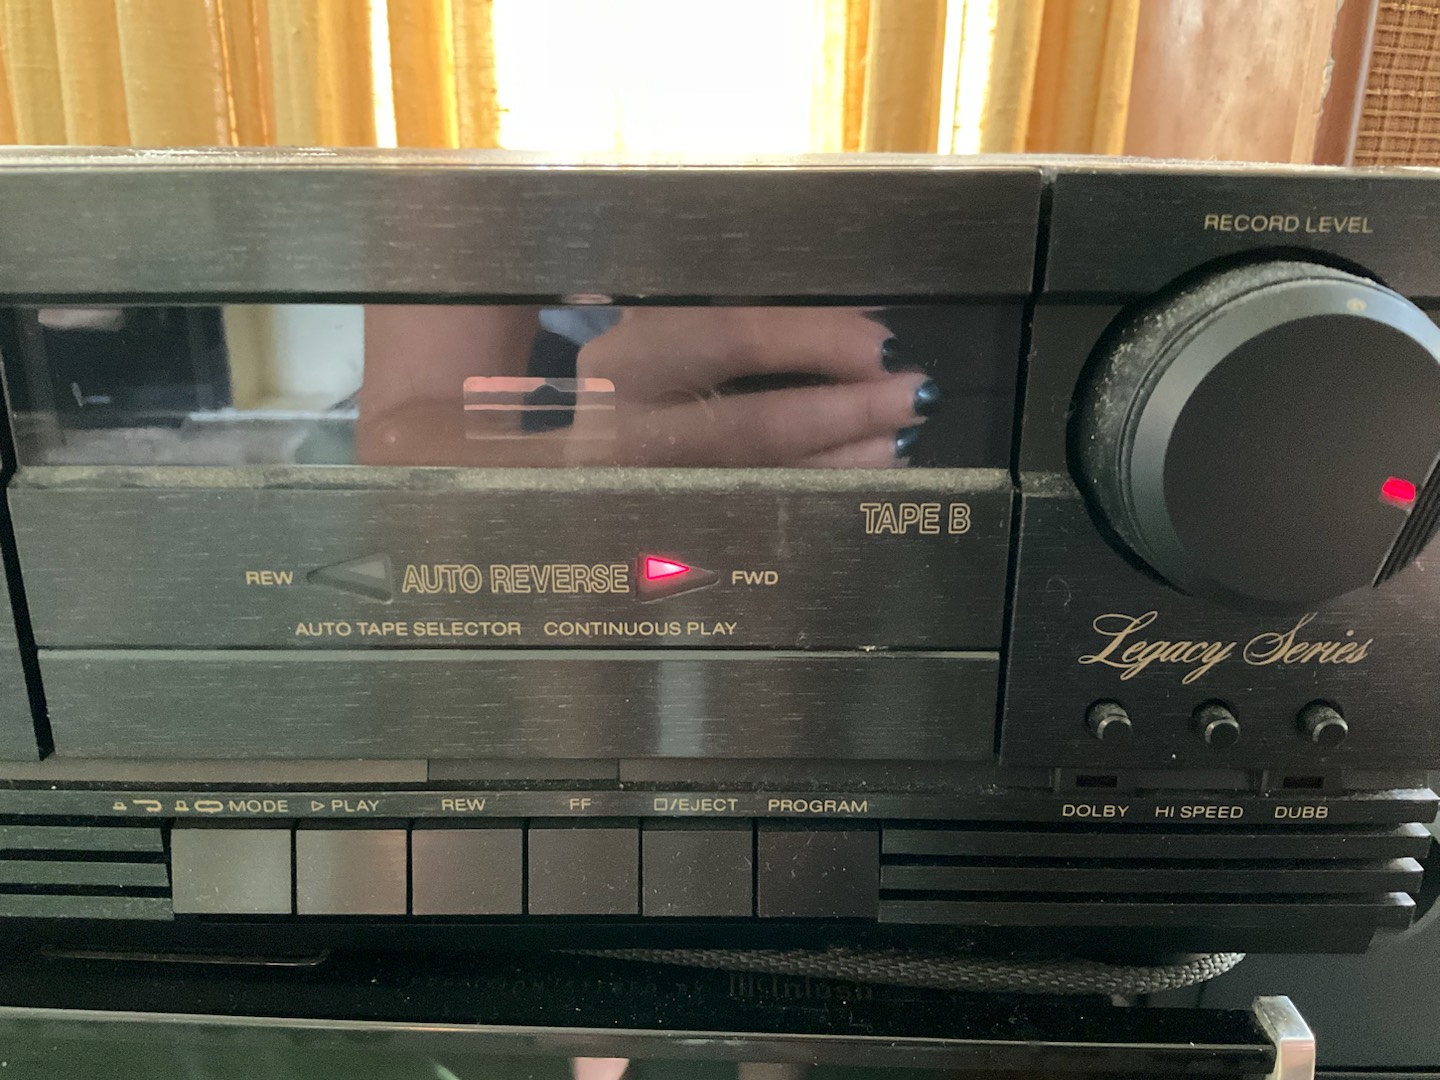 RECORD LEVEL
TAPE B
REW AUTO REVERSE FWD
AUTO TAPE SELECTOR CONTINUOUS PLAY
Legacy Series
MODE ▷ PLAY REW FF □/EJECT PROGRAM
DOLBY HI SPEED DUBB
McIntosh